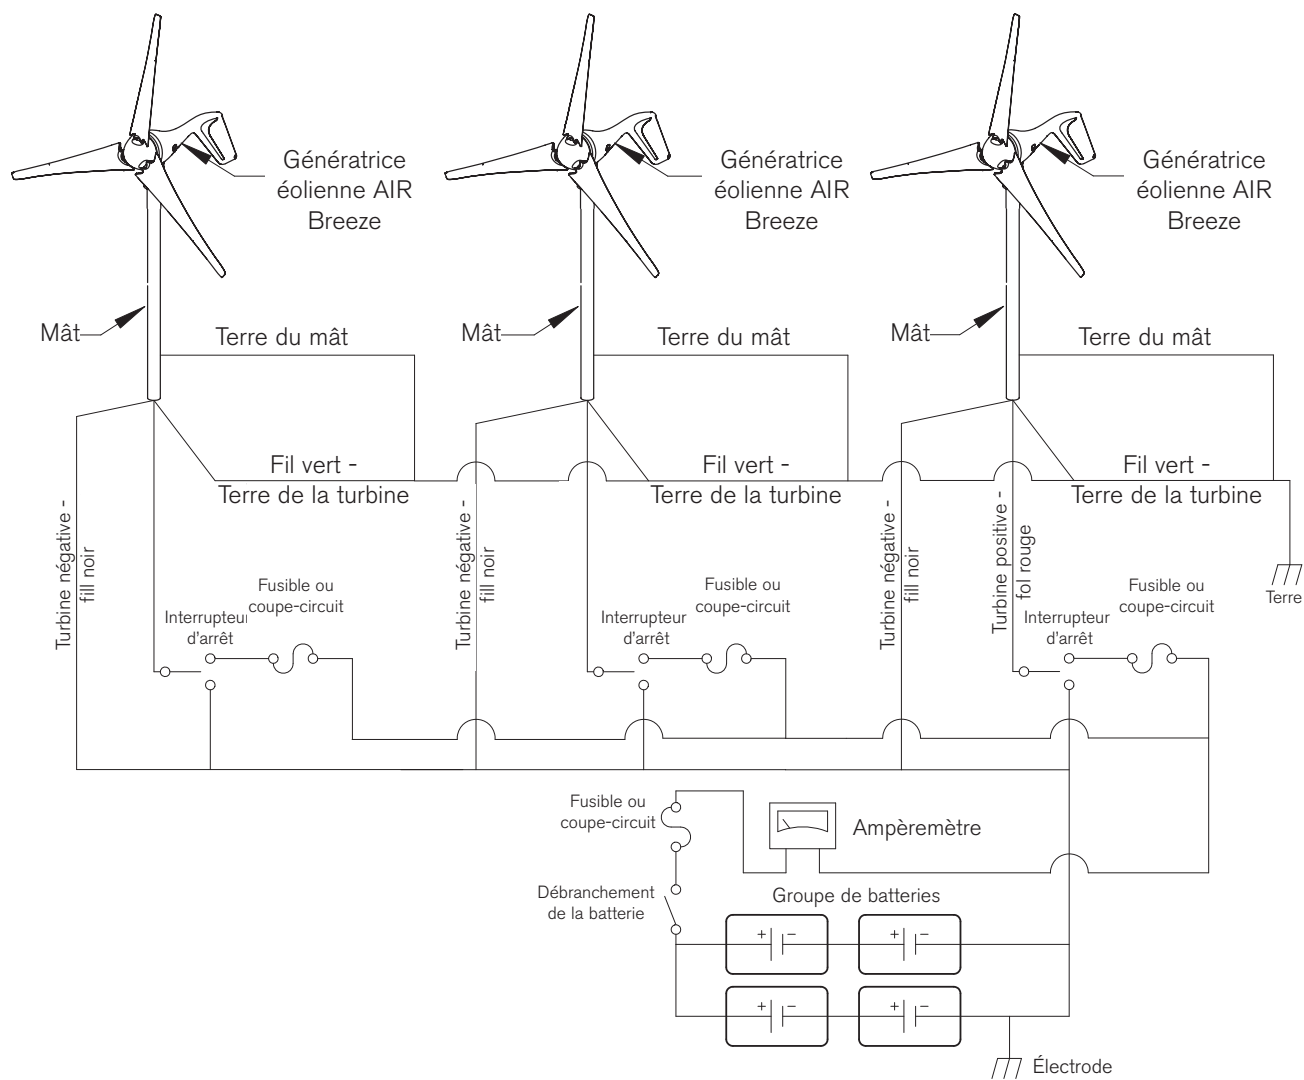 Génératrice
éolienne AIR
Breeze
Génératrice
éolienne AIR
Breeze
Génératrice
éolienne AIR
Breeze
Mât
Terre du mât
Mât
Terre du mât
Mât
Terre du mât
Fil vert -
Terre de la turbine
Fil vert -
Terre de la turbine
Fil vert -
Terre de la turbine
Turbine négative -
fill noir
Turbine négative -
fill noir
Turbine négative -
fill noir
Turbine positive -
fol rouge
Terre
Interrupteur
d'arrêt
Fusible ou
coupe-circuit
Interrupteur
d'arrêt
Fusible ou
coupe-circuit
Interrupteur
d'arrêt
Fusible ou
coupe-circuit
Fusible ou
coupe-circuit
Ampèremètre
Débranchement
de la batterie
Groupe de batteries
+ −
+ −
+ −
+ −
Électrode